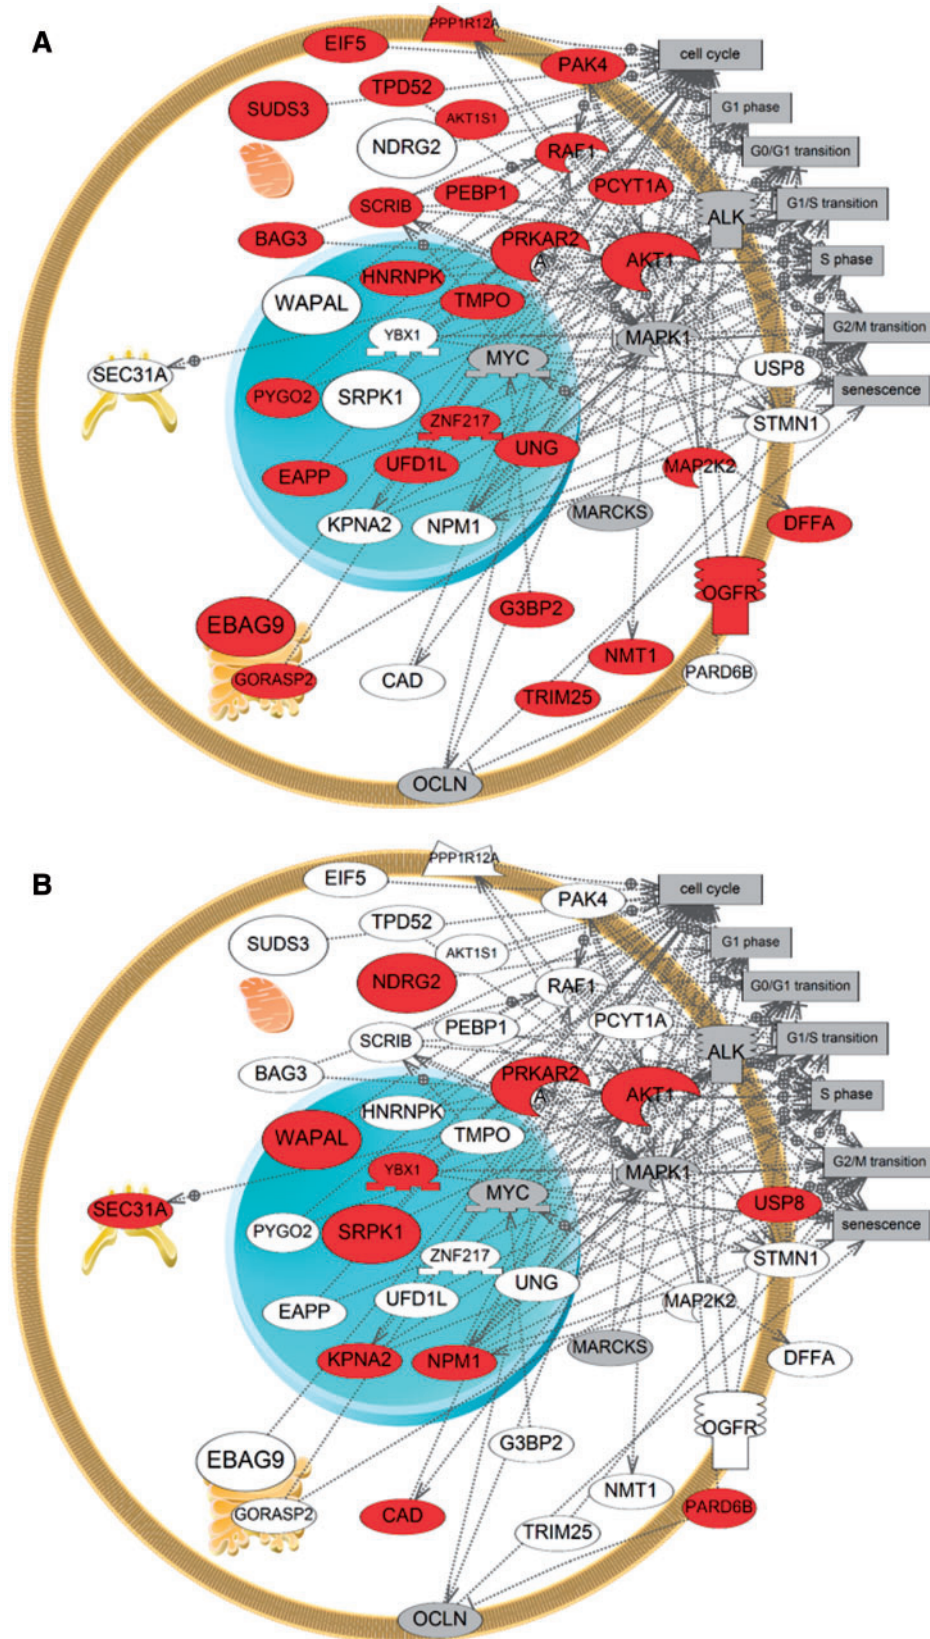 A
PPP1R12A
EIF5
cell cycle
PAK4
TPD52
SUDS3
G1 phase
AKT1S1
NDRG2
RAF1
G0/G1 transition
PEBP1
PCYT1A
SCRIB
G1/S transition
ALK
BAG3
PRKAR2
A
AKT1
S phase
HNRNPK
WAPAL
TMPO
YBX1
MAPK1
G2/M transition
MYC
SEC31A
USP8
senescence
PYGO2
SRPK1
ZNF217
STMN1
UNG
EAPP
UFD1L
MAP2K2
KPNA2
NPM1
MARCKS
DFFA
OGFR
G3BP2
EBAG9
NMT1
GORASP2
CAD
PARD6B
TRIM25
OCLN
B
PPP1R12A
EIF5
cell cycle
PAK4
TPD52
SUDS3
G1 phase
AKT1S1
NDRG2
RAF1
G0/G1 transition
PEBP1
PCYT1A
SCRIB
G1/S transition
ALK
BAG3
PRKAR2
A
AKT1
S phase
HNRNPK
WAPAL
TMPO
YBX1
MAPK1
G2/M transition
MYC
SEC31A
USP8
senescence
PYGO2
SRPK1
ZNF217
STMN1
UNG
EAPP
UFD1L
MAP2K2
KPNA2
NPM1
MARCKS
DFFA
OGFR
G3BP2
EBAG9
NMT1
GORASP2
CAD
PARD6B
TRIM25
OCLN